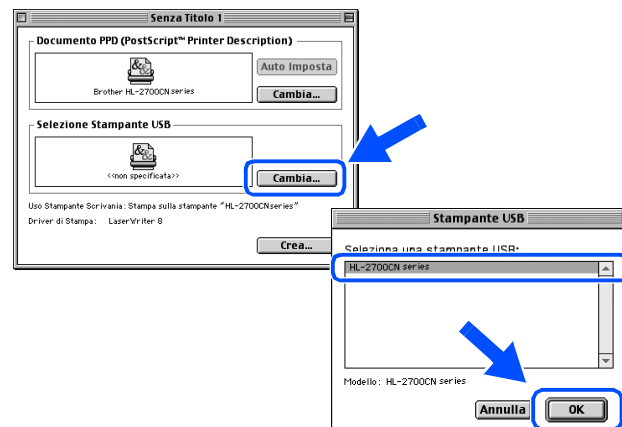 Senza Titolo 1
Documento PPD (PostScript™ Printer Description)
Auto Imposta
Brother HL-2700CN series
Cambia...
Selezione Stampante USB
<<non specificata>>
Cambia...
Uso Stampante Scrivania: Stampa sulla stampante "HL-2700CNseries"
Driver di Stampa: LaserWriter 8
Crea...
Stampante USB
Seleziona una stampante USB:
HL-2700CN series
Modello: HL-2700CN series
Annulla
OK